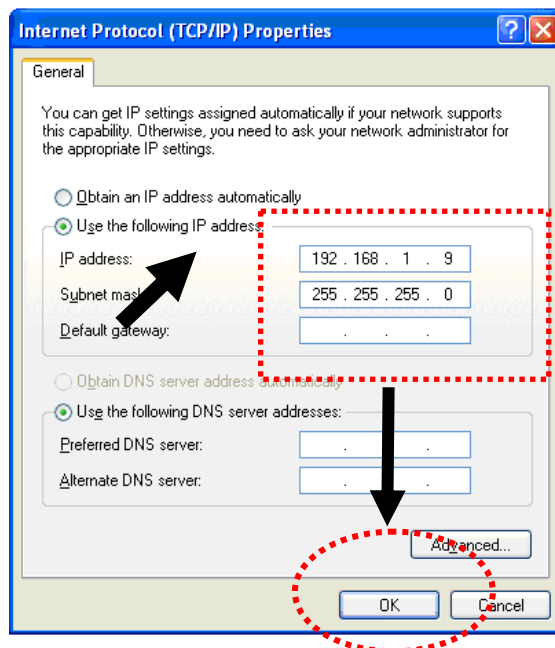 Internet Protocol (TCP/IP) Properties
General
You can get IP settings assigned automatically if your network supports
this capability. Otherwise, you need to ask your network administrator for
the appropriate IP settings.
Obtain an IP address automatically
Use the following IP address:
IP address: 192 . 168 . 1 . 9
Subnet mask: 255 . 255 . 255 . 0
Default gateway: . . .
Obtain DNS server address automatically
Use the following DNS server addresses:
Preferred DNS server: . . .
Alternate DNS server: . . .
Advanced...
OK Cancel